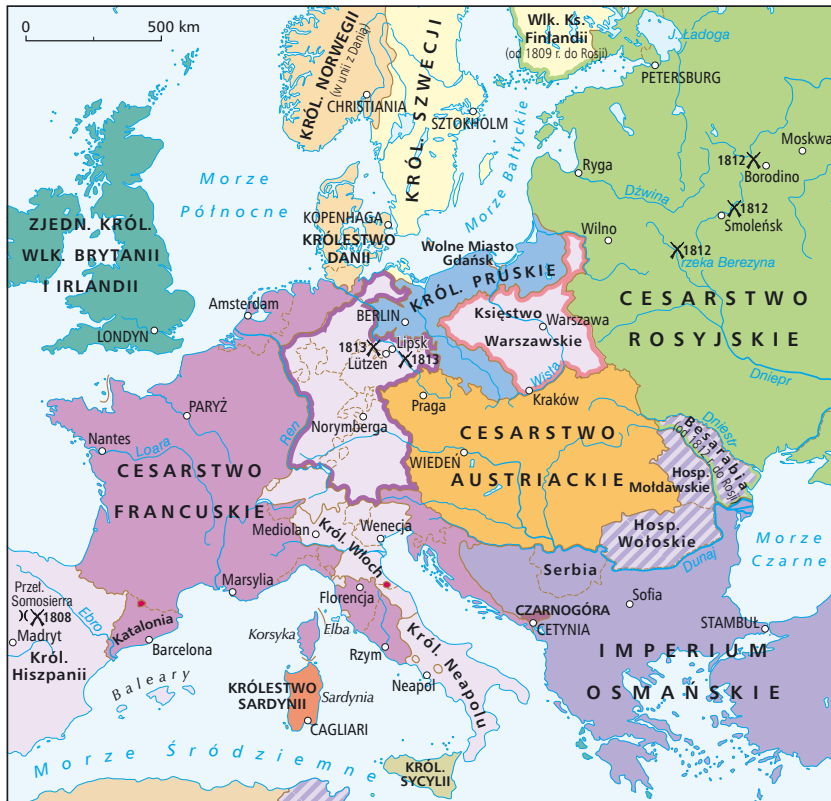 0 500 km
KRÓL. NORWEGII
(w unii z Danią)
CHRISTIANIA
KRÓL. SZWECJI
SZTOKHOLM
Wlk. Ks.
Finlandii
(od 1809 r. do Rosji)
J. Ładoga
PETERSBURG
Morze Bałtyckie
Ryga
Dźwina
Moskwa
1812
Borodino
1812
Smoleńsk
Wilno
1812
rzeka Berezyna
CESARSTWO
ROSYJSKIE
Dniepr
Morze
Północne
ZJEDN. KRÓL.
WLK. BRYTANII
I IRLANDII
LONDYN
KOPENHAGA
KRÓLESTWO
DANII
Wolne Miasto
Gdańsk
KRÓL. PRUSKIE
BERLIN
Księstwo
Warszawskie
Warszawa
Wisła
Kraków
Amsterdam
1813
Lützen
Lipsk
1813
Norymberga
Ren
Praga
CESARSTWO
AUSTRIACKIE
WIEDEŃ
PARYŻ
Nantes
Loara
CESARSTWO
FRANCUSKIE
Dniestr
Besarabia
(od 1812 r. do Rosji)
Hosp.
Mołdawskie
Hosp.
Wołoskie
Dunaj
Morze
Czarne
Mediolan
Wenecja
Król. Włoch
Florencja
Serbia
Sofia
CZARNOGÓRA
CETYNIA
STAMBUŁ
IMPERIUM
OSMAŃSKIE
Marsylia
Przeł.
Somosierra
1808
Madryt
Król.
Hiszpanii
Ebro
Katalonia
Barcelona
Baleary
Korsyka
Elba
Rzym
Neapol
Król. Neapolu
KRÓLESTWO
SARDYNII
Sardynia
CAGLIARI
Morze Śródziemne
KRÓL.
SYCYLII